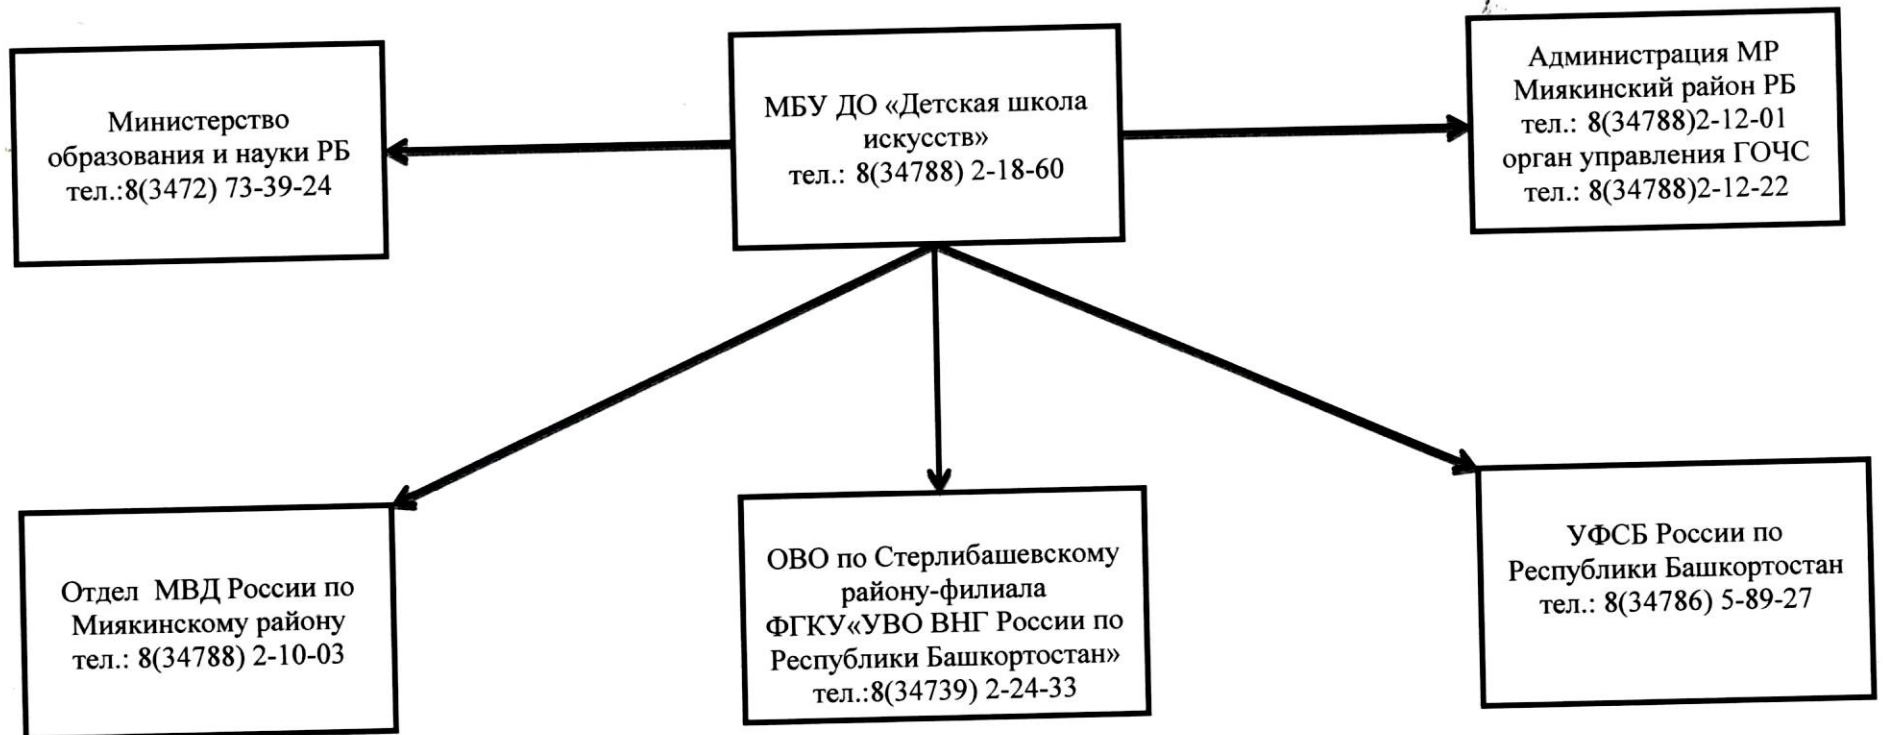 Министерство
образования и науки РБ
тел.:8(3472) 73-39-24
МБУ ДО «Детская школа
искусств»
тел.: 8(34788) 2-18-60
Администрация МР
Миякинский район РБ
тел.: 8(34788)2-12-01
орган управления ГОЧС
тел.: 8(34788)2-12-22
Отдел МВД России по
Миякинскому району
тел.: 8(34788) 2-10-03
ОВО по Стерлибашевскому
району-филиала
ФГКУ«УВО ВНГ России по
Республики Башкортостан»
тел.:8(34739) 2-24-33
УФСБ России по
Республики Башкортостан
тел.: 8(34786) 5-89-27